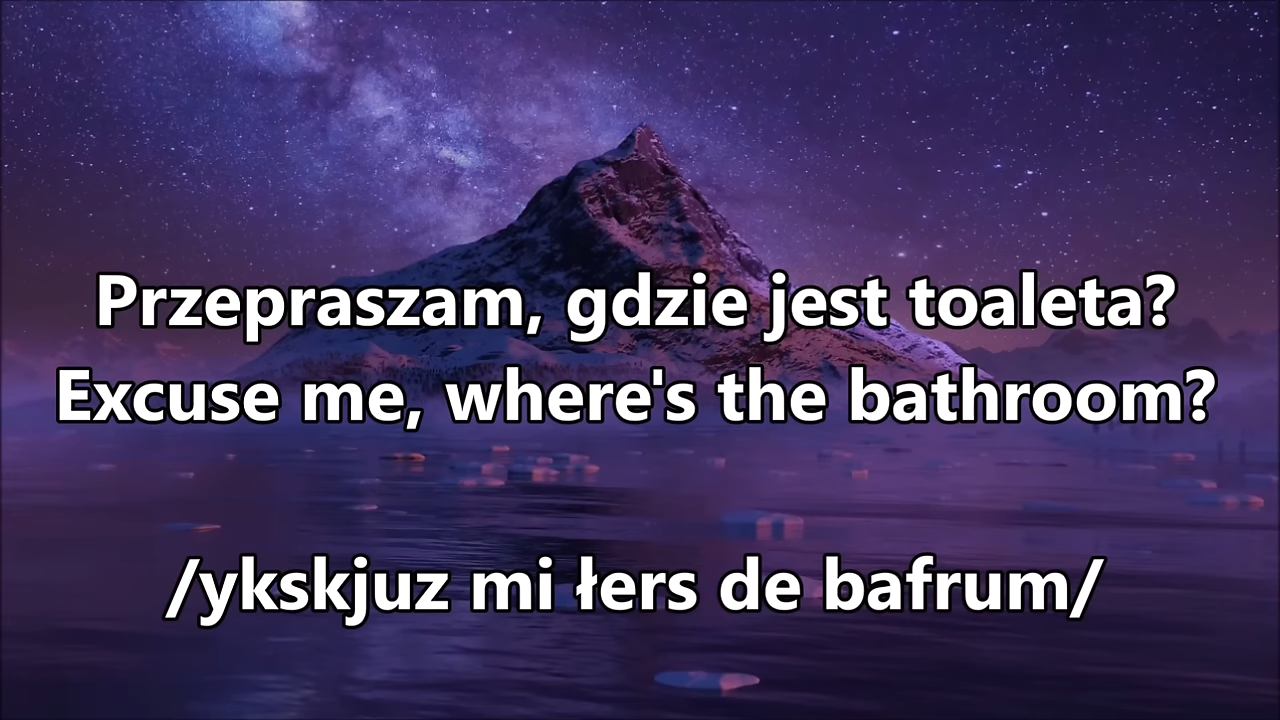 Przepraszam, gdzie jest toaleta?
Excuse me, where's the bathroom?
/ykskjuz mi łers de bafrum/